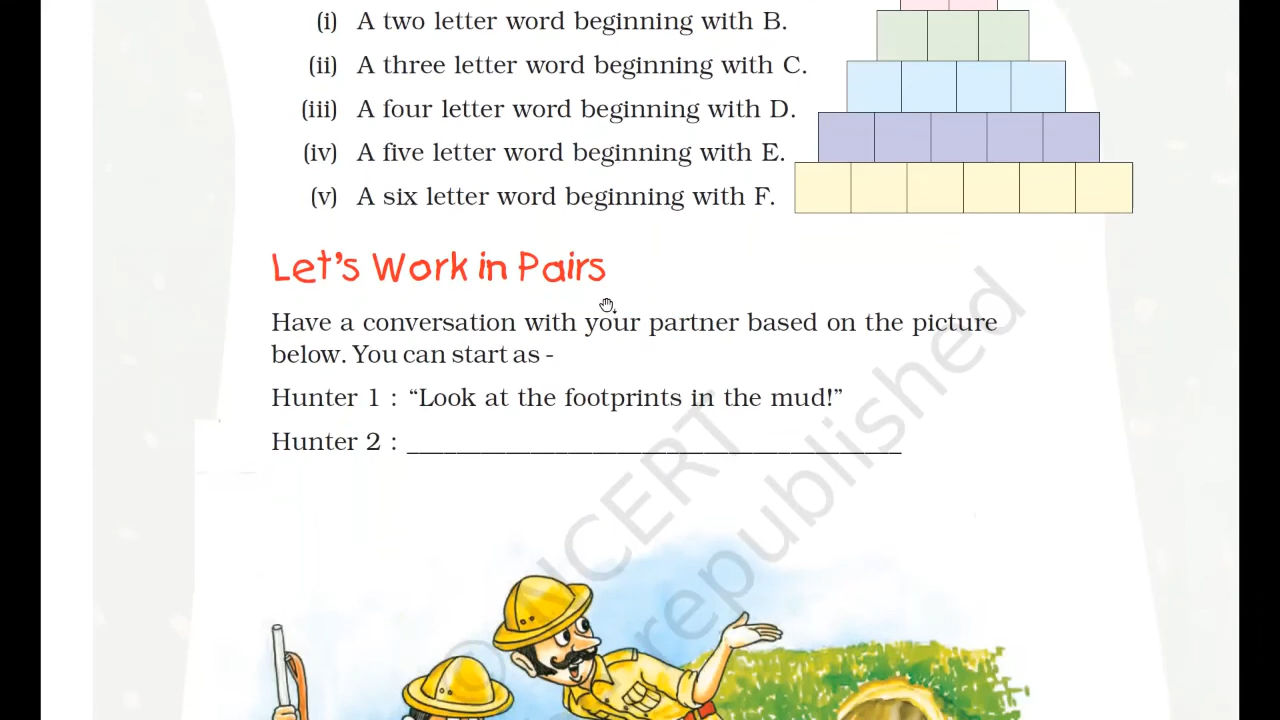 (i) A two letter word beginning with B.
(ii) A three letter word beginning with C.
(iii) A four letter word beginning with D.
(iv) A five letter word beginning with E.
(v) A six letter word beginning with F.
Let's Work in Pairs
Have a conversation with your partner based on the picture
below. You can start as -
Hunter 1 : “Look at the footprints in the mud!”
Hunter 2 : ________________________________________
© NCERT
republished